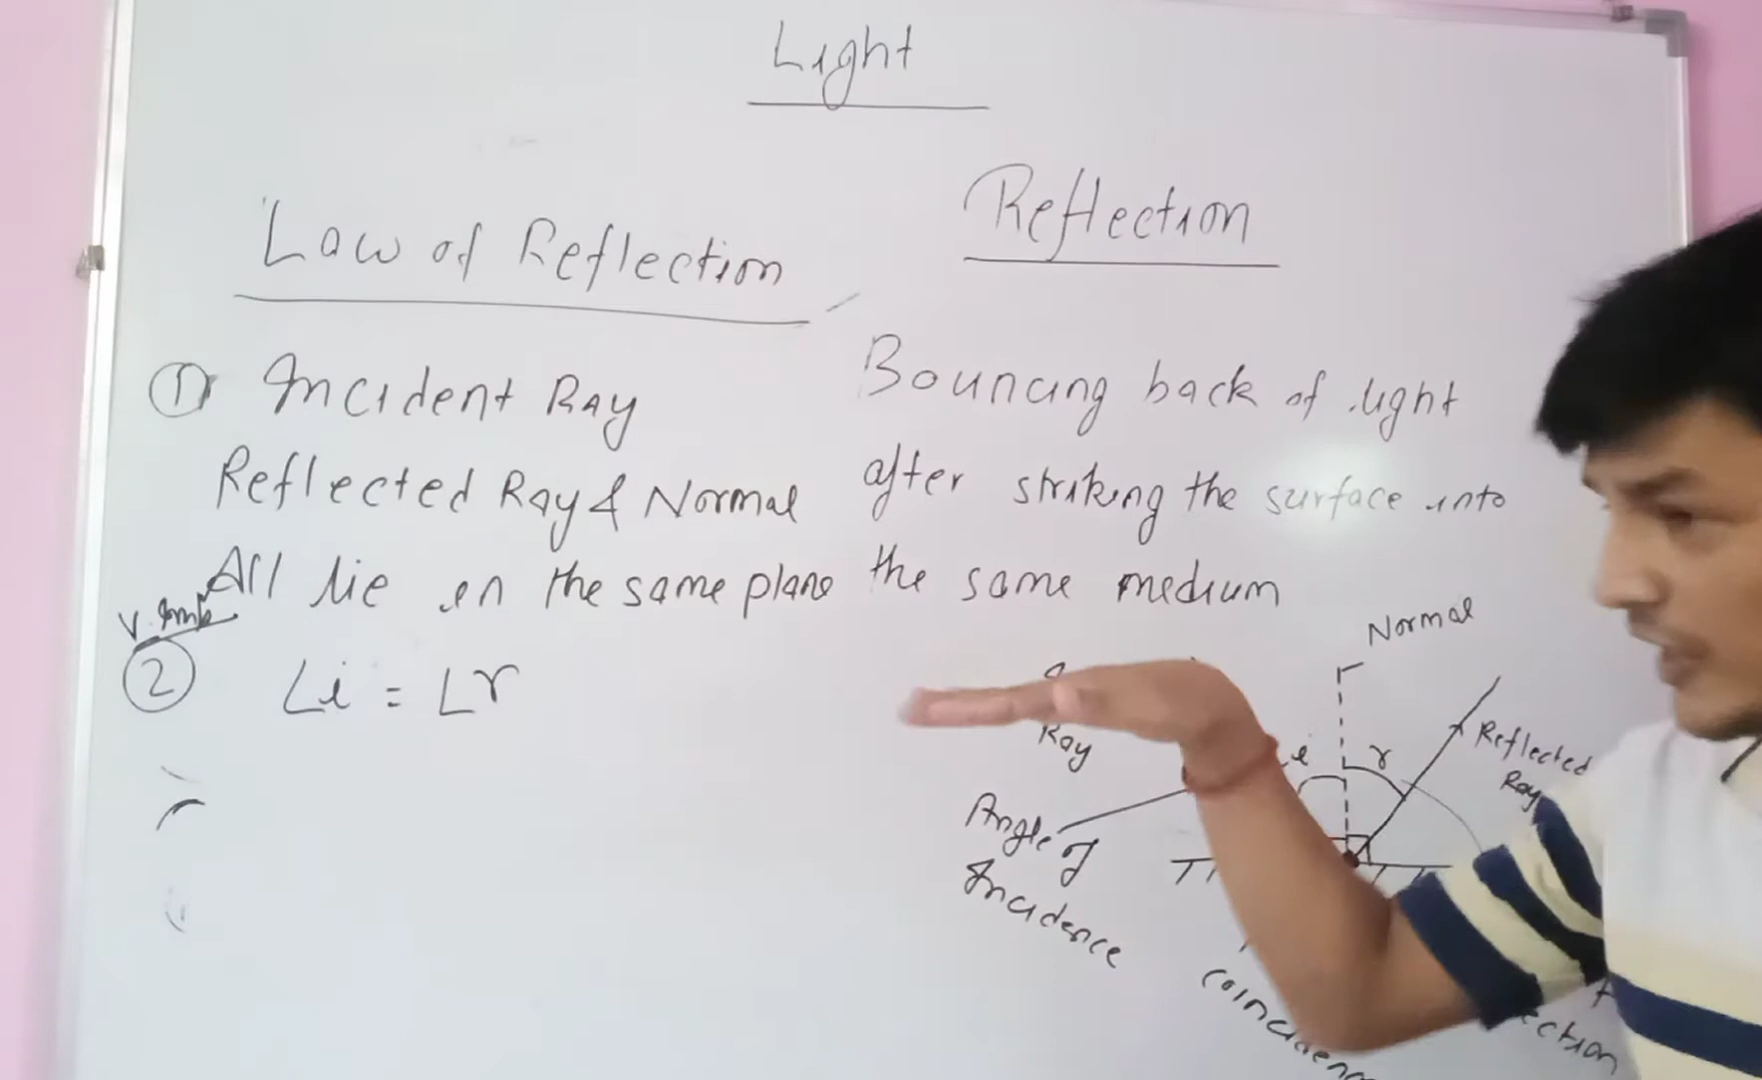 Light
Law of Reflection
① Incident Ray
Reflected Ray & Normal
All lie in the same plane
V. Imp
② ∠i = ∠r
Reflection
Bouncing back of light
after striking the surface into
the same medium
Normal
Ray
i
r
Reflected
Ray
Angle of
Incidence